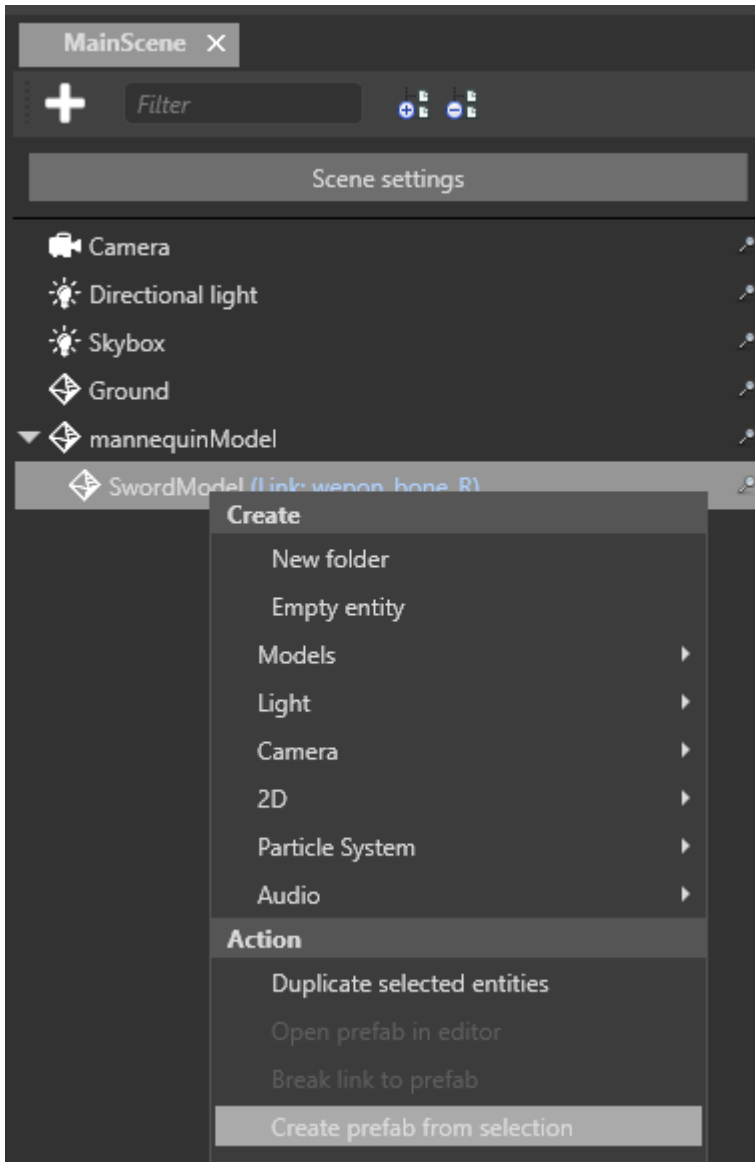 MainScene
Filter
Scene settings
Camera
Directional light
Skybox
Ground
mannequinModel
SwordModel (Link: wepon_bone_R)
Create
New folder
Empty entity
Models
Light
Camera
2D
Particle System
Audio
Action
Duplicate selected entities
Open prefab in editor
Break link to prefab
Create prefab from selection